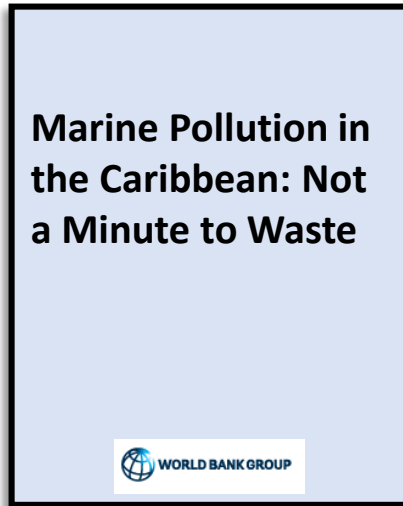 Marine Pollution in
the Caribbean: Not
a Minute to Waste
WORLD BANK GROUP